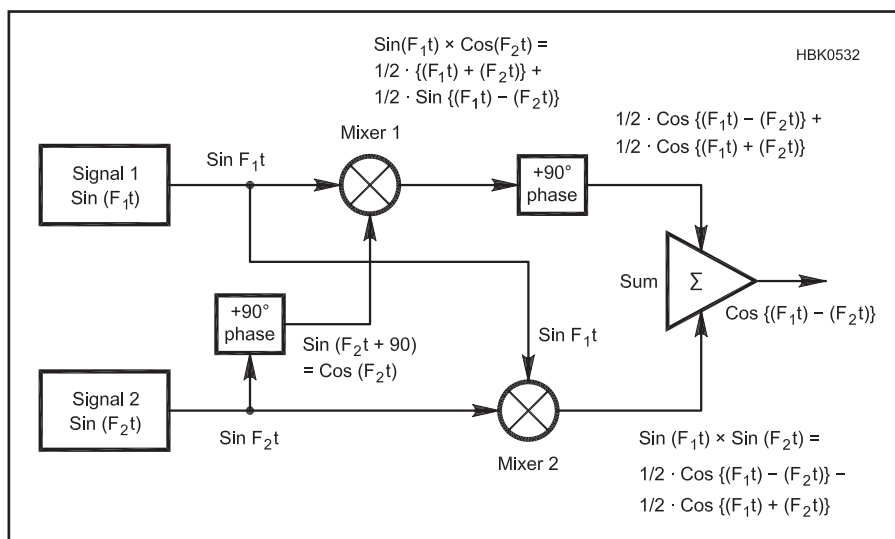 Sin(F₁t) × Cos(F₂t) =
1/2 · {(F₁t) + (F₂t)} +
1/2 · Sin {(F₁t) − (F₂t)}
HBK0532
Mixer 1
1/2 · Cos {(F₁t) − (F₂t)} +
1/2 · Cos {(F₁t) + (F₂t)}
Signal 1
Sin (F₁t)
Sin F₁t
+90°
phase
Sum
Σ
Cos {(F₁t) − (F₂t)}
+90°
phase
Sin (F₂t + 90)
= Cos (F₂t)
Sin F₁t
Signal 2
Sin (F₂t)
Sin F₂t
Mixer 2
Sin (F₁t) × Sin (F₂t) =
1/2 · Cos {(F₁t) − (F₂t)} −
1/2 · Cos {(F₁t) + (F₂t)}